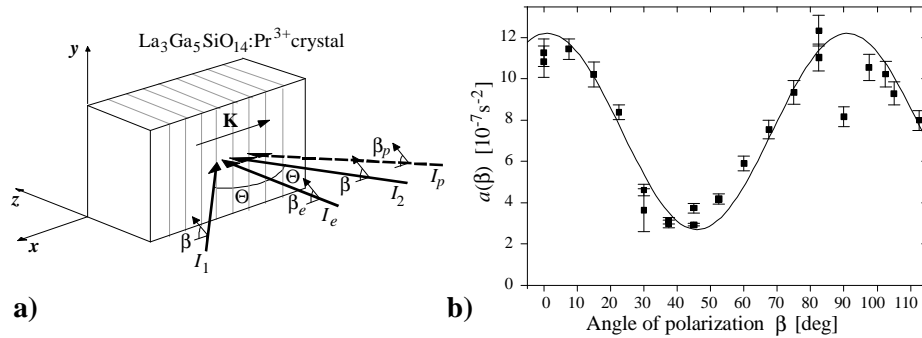 La₃Ga₅SiO₁₄:Pr³⁺crystal
y
K
z
x
Θ
Θ
β
β
βₑ
βₚ
I₁
Iₑ
I₂
Iₚ
a)
b)
a(β) [10⁻⁷s⁻²]
12
10
8
6
4
2
0
0 10 20 30 40 50 60 70 80 90 100 110
Angle of polarization β [deg]